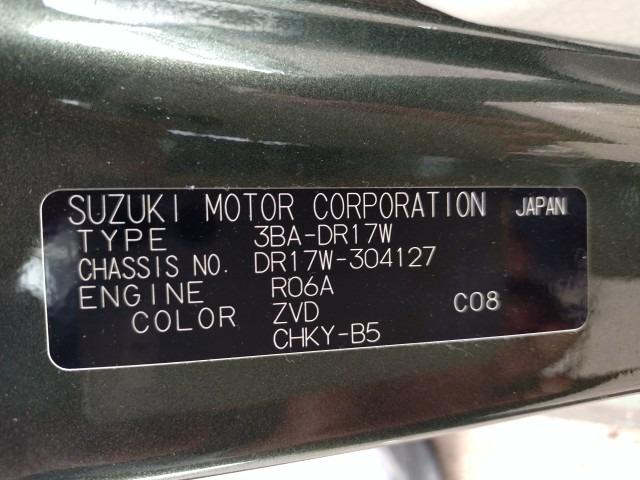 SUZUKI MOTOR CORPORATION JAPAN
TYPE 3BA-DR17W
CHASSIS NO. DR17W-304127
ENGINE R06A
COLOR ZVD C08
CHKY-B5